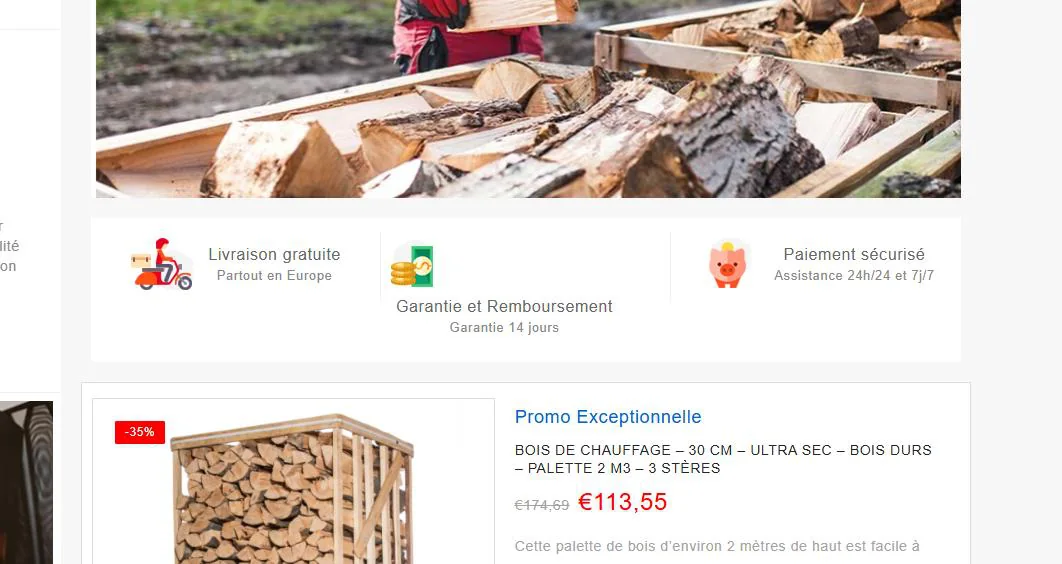 r
lité
on
Livraison gratuite
Partout en Europe
Garantie et Remboursement
Garantie 14 jours
Paiement sécurisé
Assistance 24h/24 et 7j/7
-35%
Promo Exceptionnelle
BOIS DE CHAUFFAGE – 30 CM – ULTRA SEC – BOIS DURS
– PALETTE 2 M3 – 3 STÈRES
€174,69 €113,55
Cette palette de bois d'environ 2 mètres de haut est facile à